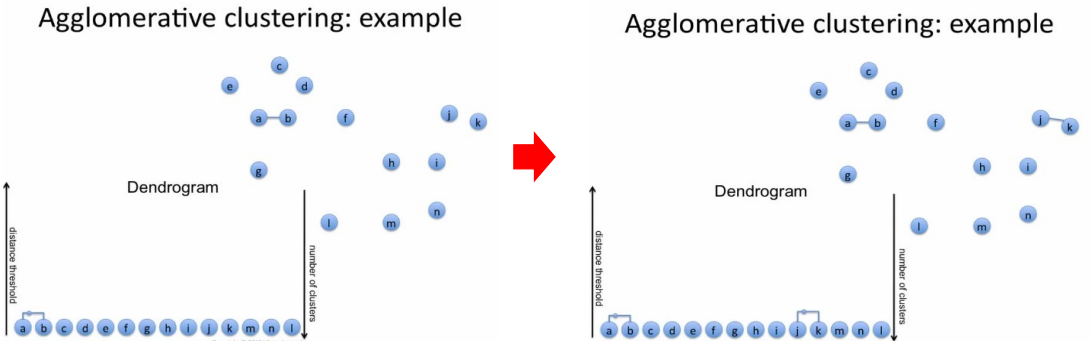 Agglomerative clustering: example
c
e
d
a
b
f
j
k
h
i
g
Dendrogram
n
l
m
distance threshold
number of clusters
a b c d e f g h i j k m n l
Agglomerative clustering: example
c
e
d
a
b
f
j
k
h
i
g
Dendrogram
n
l
m
distance threshold
number of clusters
a b c d e f g h i j k m n l